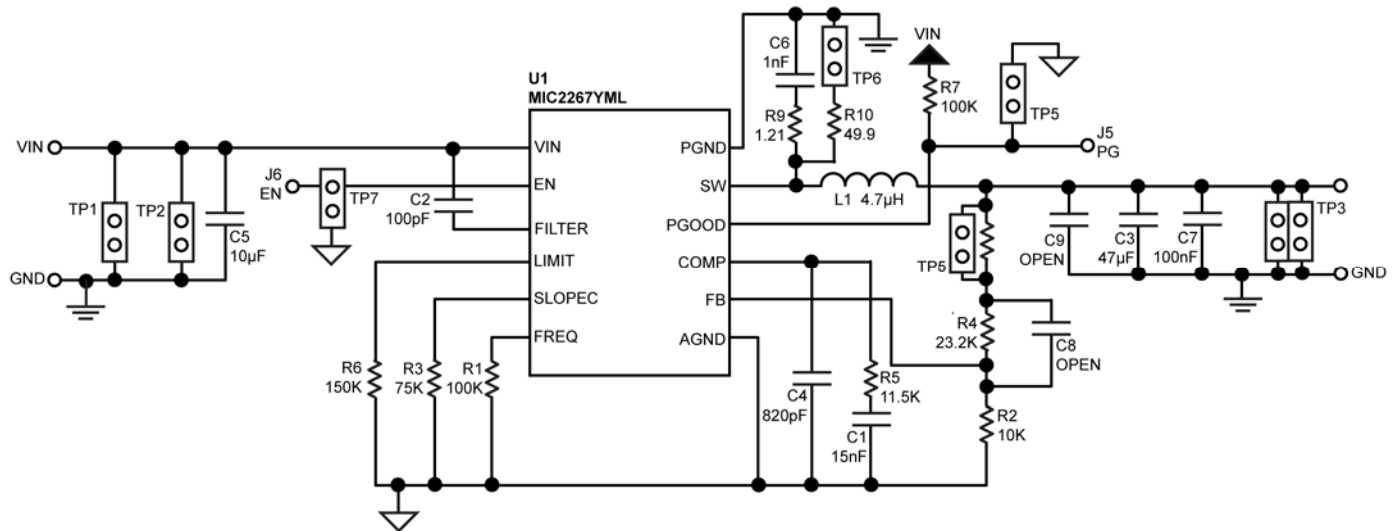 U1
MIC2267YML
VIN
EN
FILTER
LIMIT
SLOPEC
FREQ
PGND
SW
PGOOD
COMP
FB
AGND
VIN
GND
TP1
TP2
C5
10µF
J6
EN
TP7
C2
100pF
R6
150K
R3
75K
R1
100K
C6
1nF
R9
1.21
TP6
R10
49.9
VIN
R7
100K
TP5
J5
PG
L1 4.7µH
TP5
C9
OPEN
C3
47µF
C7
100nF
TP3
GND
R4
23.2K
C8
OPEN
R2
10K
C4
820pF
R5
11.5K
C1
15nF